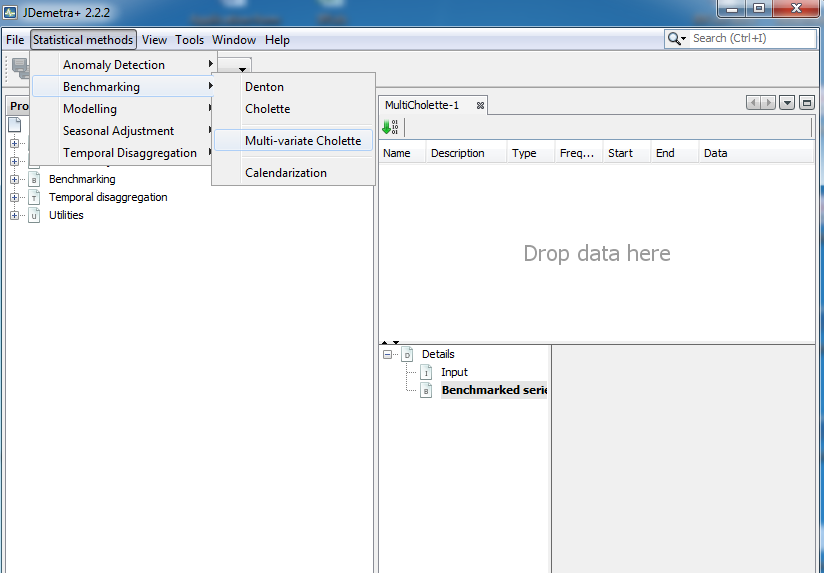 JDemetra+ 2.2.2
File Statistical methods View Tools Window Help
Search (Ctrl+I)
Anomaly Detection
Benchmarking
Modelling
Seasonal Adjustment
Temporal Disaggregation
Denton
Cholette
Multi-variate Cholette
Calendarization
Pro
Benchmarking
Temporal disaggregation
Utilities
MultiCholette-1
Name Description Type Freq... Start End Data
Drop data here
Details
Input
Benchmarked serie